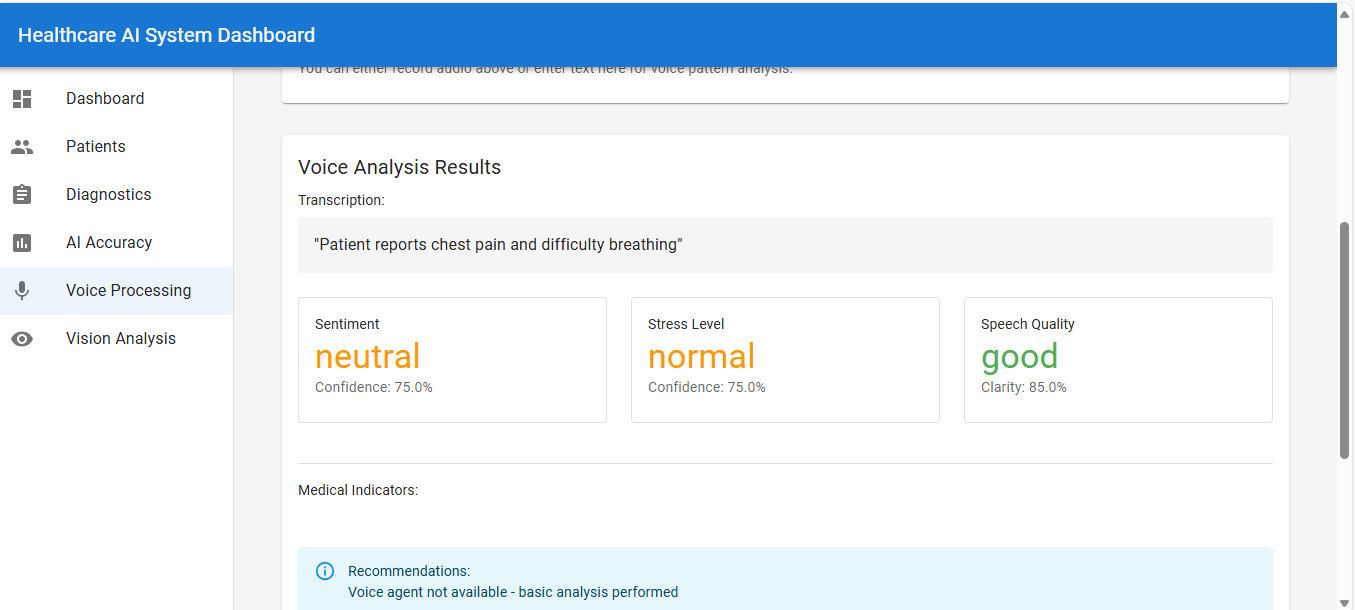 Healthcare AI System Dashboard
You can either record audio above or enter text here for voice pattern analysis.
Dashboard
Patients
Diagnostics
AI Accuracy
Voice Processing
Vision Analysis
Voice Analysis Results
Transcription:
"Patient reports chest pain and difficulty breathing"
Sentiment
neutral
Confidence: 75.0%
Stress Level
normal
Confidence: 75.0%
Speech Quality
good
Clarity: 85.0%
Medical Indicators:
Recommendations:
Voice agent not available - basic analysis performed